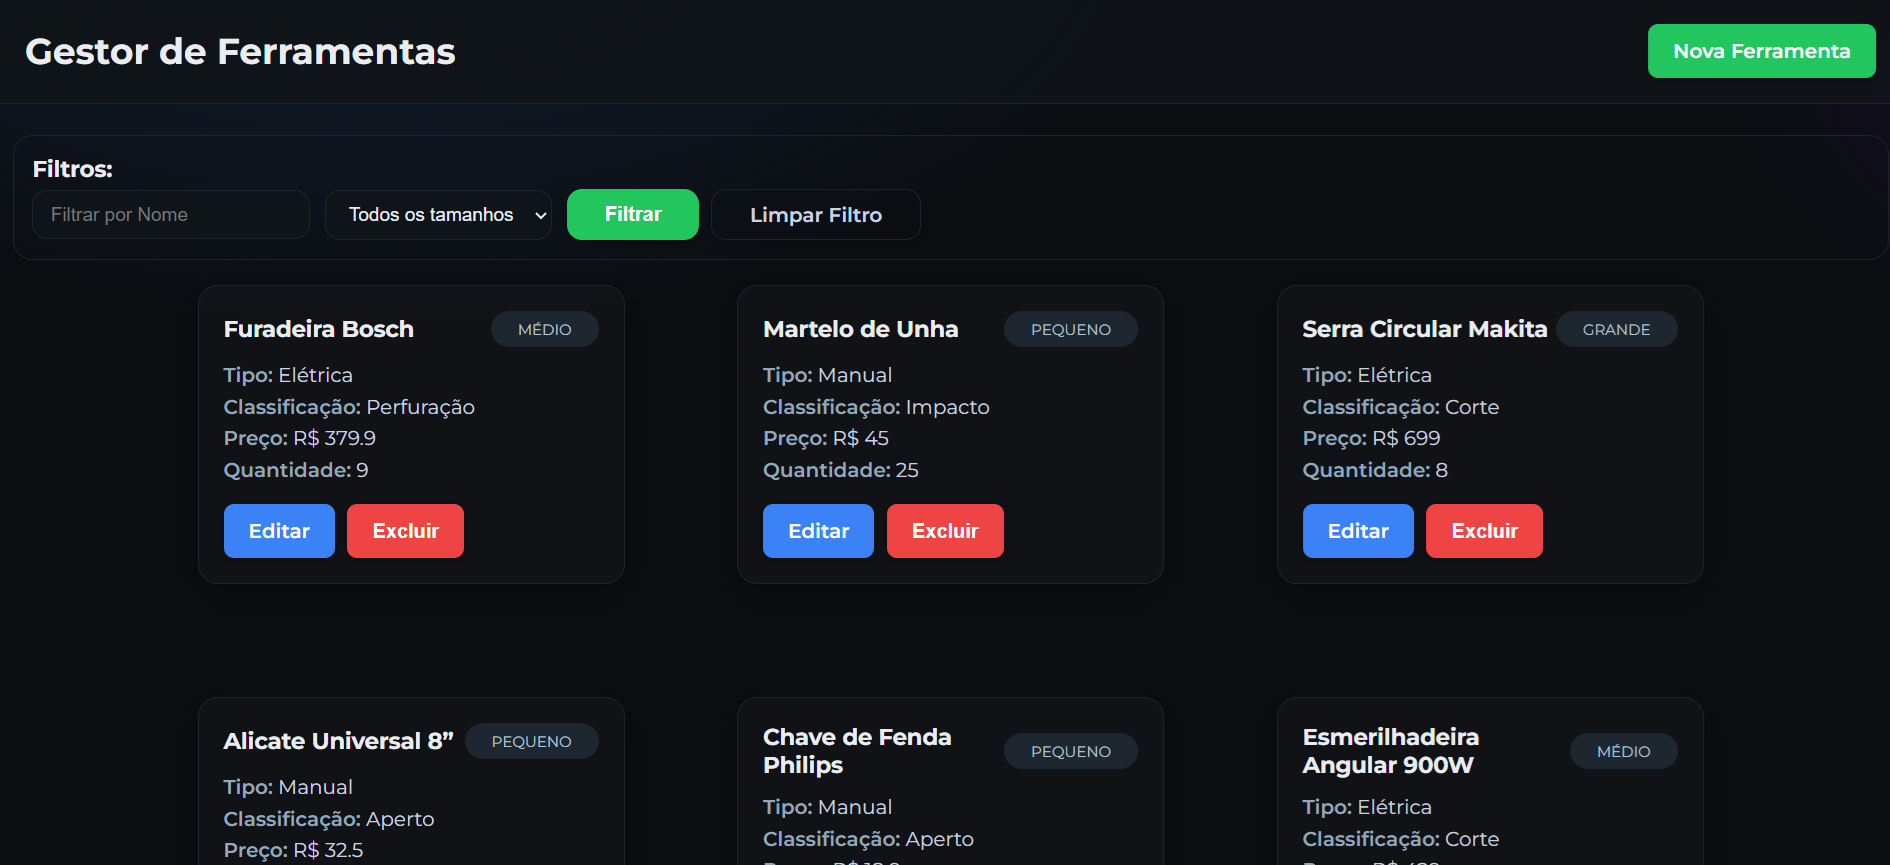 Gestor de Ferramentas
Nova Ferramenta
Filtros:
Filtrar por Nome
Todos os tamanhos
Filtrar
Limpar Filtro
Furadeira Bosch
MÉDIO
Tipo: Elétrica
Classificação: Perfuração
Preço: R$ 379.9
Quantidade: 9
Editar
Excluir
Martelo de Unha
PEQUENO
Tipo: Manual
Classificação: Impacto
Preço: R$ 45
Quantidade: 25
Editar
Excluir
Serra Circular Makita
GRANDE
Tipo: Elétrica
Classificação: Corte
Preço: R$ 699
Quantidade: 8
Editar
Excluir
Alicate Universal 8”
PEQUENO
Tipo: Manual
Classificação: Aperto
Preço: R$ 32.5
Chave de Fenda
Philips
PEQUENO
Tipo: Manual
Classificação: Aperto
Esmerilhadeira
Angular 900W
MÉDIO
Tipo: Elétrica
Classificação: Corte